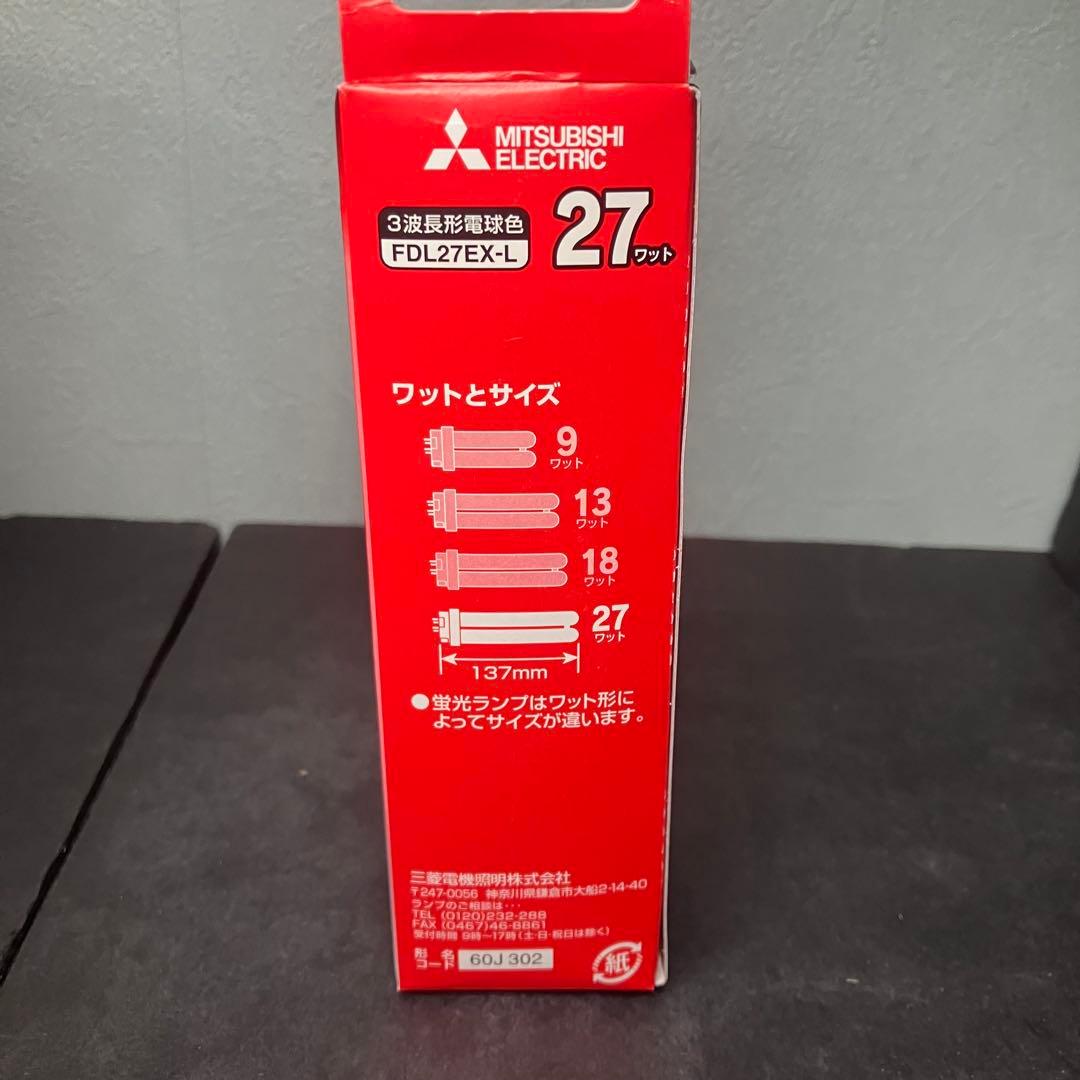 MITSUBISHI
ELECTRIC
3波長形電球色
FDL27EX-L
27ワット
ワットとサイズ
9
ワット
13
ワット
18
ワット
27
ワット
137mm
●蛍光ランプはワット形に
よってサイズが違います。
三菱電機照明株式会社
〒247-0056 神奈川県鎌倉市大船2-14-40
ランプのご相談は・・・
TEL (0120)232-288
FAX (0467)46-8861
受付時間 9時〜17時(土・日・祝日は除く)
形名
コード
60J 302
紙